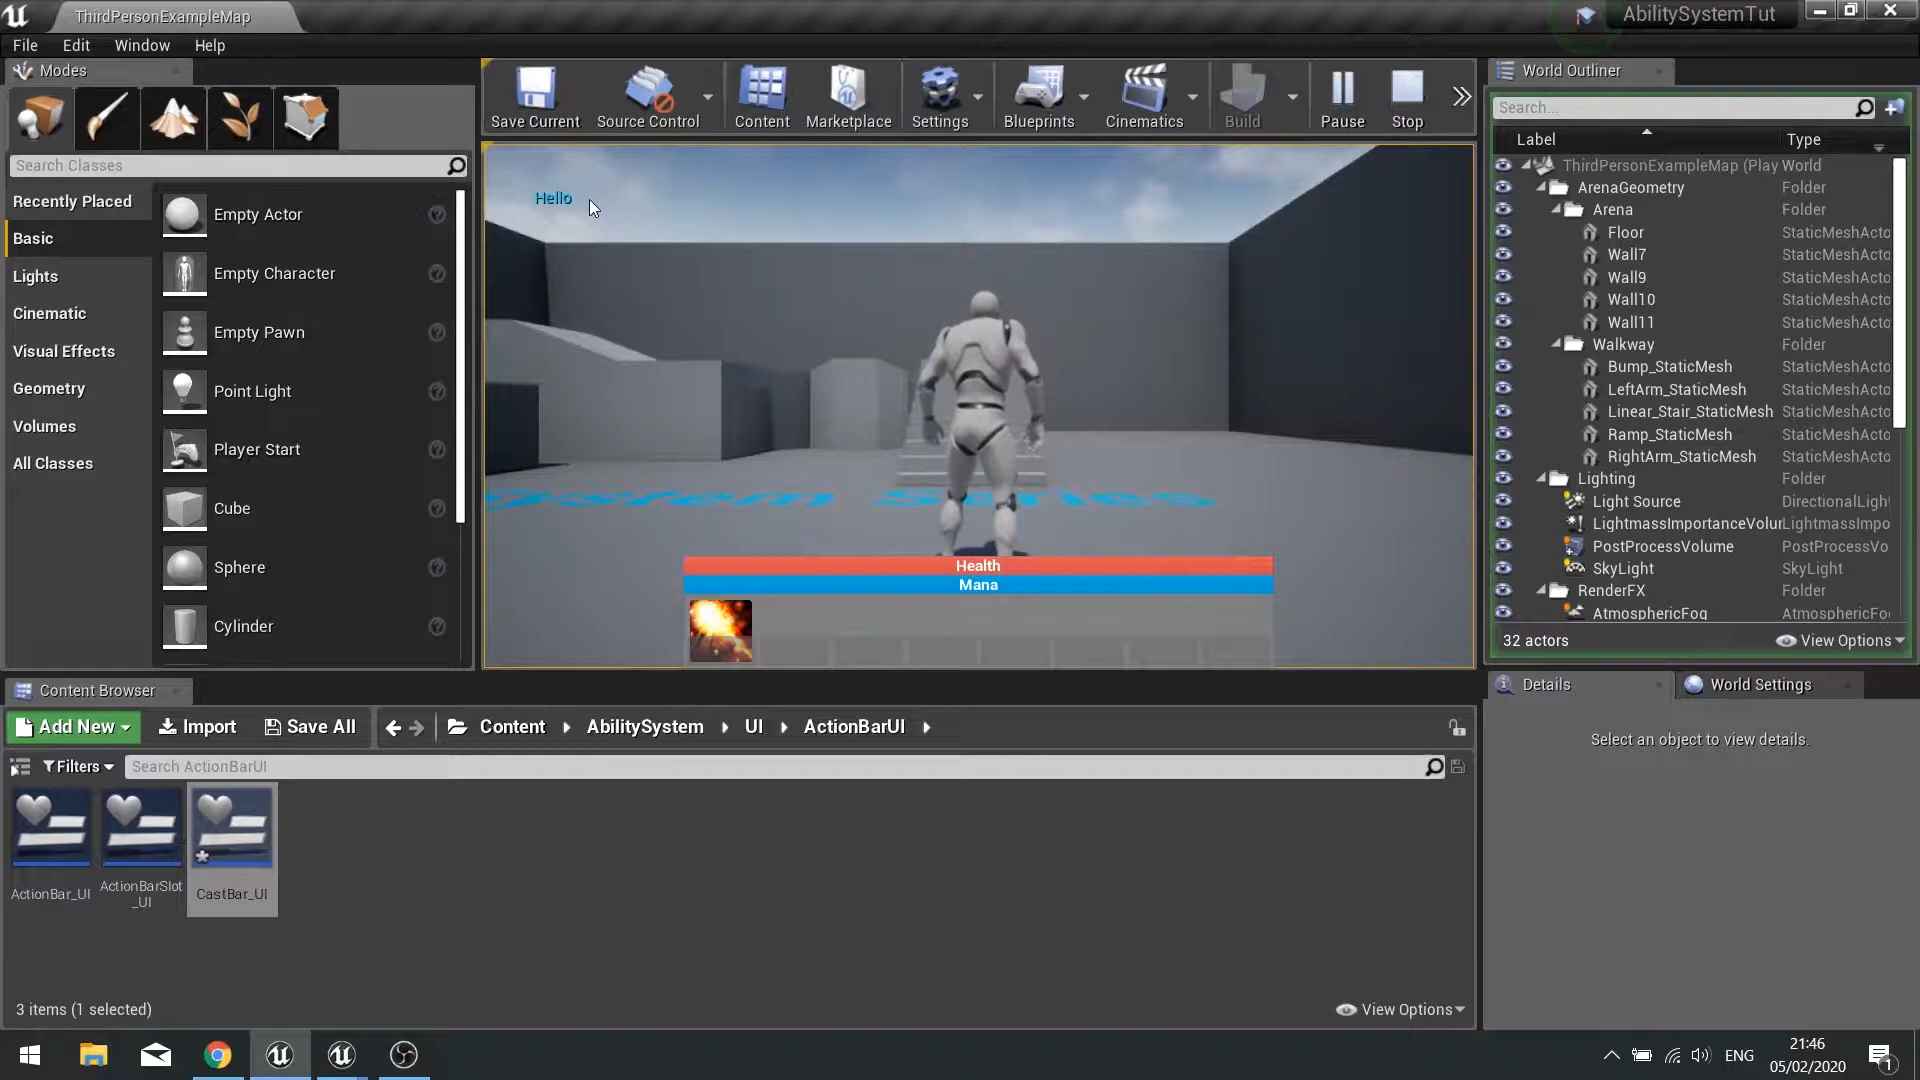 ThirdPersonExampleMap
AbilitySystemTut
File Edit Window Help
Modes
Search Classes
Recently Placed
Basic
Lights
Cinematic
Visual Effects
Geometry
Volumes
All Classes
Empty Actor
Empty Character
Empty Pawn
Point Light
Player Start
Cube
Sphere
Cylinder
Save Current Source Control Content Marketplace Settings Blueprints Cinematics Build Pause Stop
Hello
ystem Series
Health
Mana
World Outliner
Search...
Label Type
ThirdPersonExampleMap (Play World
ArenaGeometry Folder
Arena Folder
Floor StaticMeshActo
Wall7 StaticMeshActo
Wall9 StaticMeshActo
Wall10 StaticMeshActo
Wall11 StaticMeshActo
Walkway Folder
Bump_StaticMesh StaticMeshActo
LeftArm_StaticMesh StaticMeshActo
Linear_Stair_StaticMesh StaticMeshActo
Ramp_StaticMesh StaticMeshActo
RightArm_StaticMesh StaticMeshActo
Lighting Folder
Light Source DirectionalLight
LightmassImportanceVolum LightmassImpo
PostProcessVolume PostProcessVo
SkyLight SkyLight
RenderFX Folder
AtmosphericFog AtmosphericFog
32 actors View Options
Details World Settings
Select an object to view details.
Content Browser
Add New Import Save All Content AbilitySystem UI ActionBarUI
Filters Search ActionBarUI
ActionBar_UI
ActionBarSlot
_UI
CastBar_UI
3 items (1 selected) View Options
ENG
21:46
05/02/2020
1